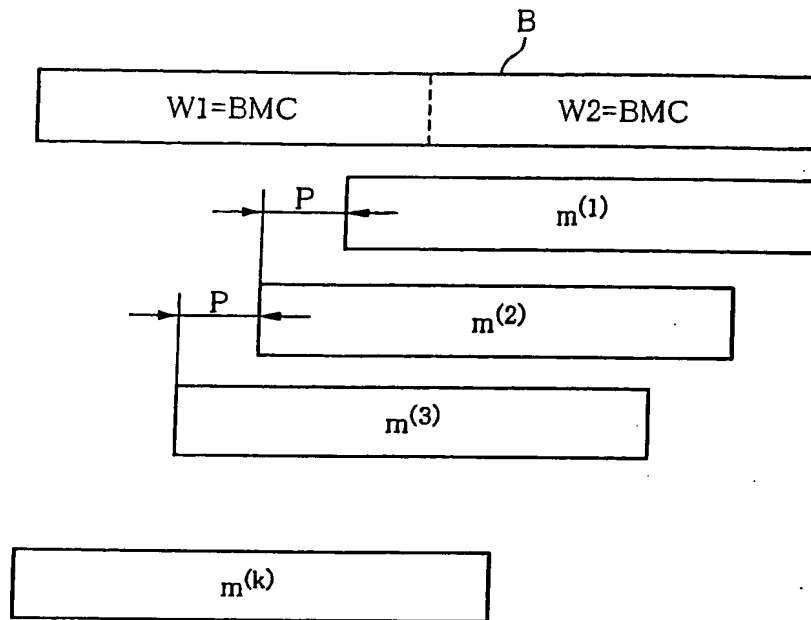 B
W1=BMC W2=BMC
P
m(1)
P
m(2)
m(3)
m(k)